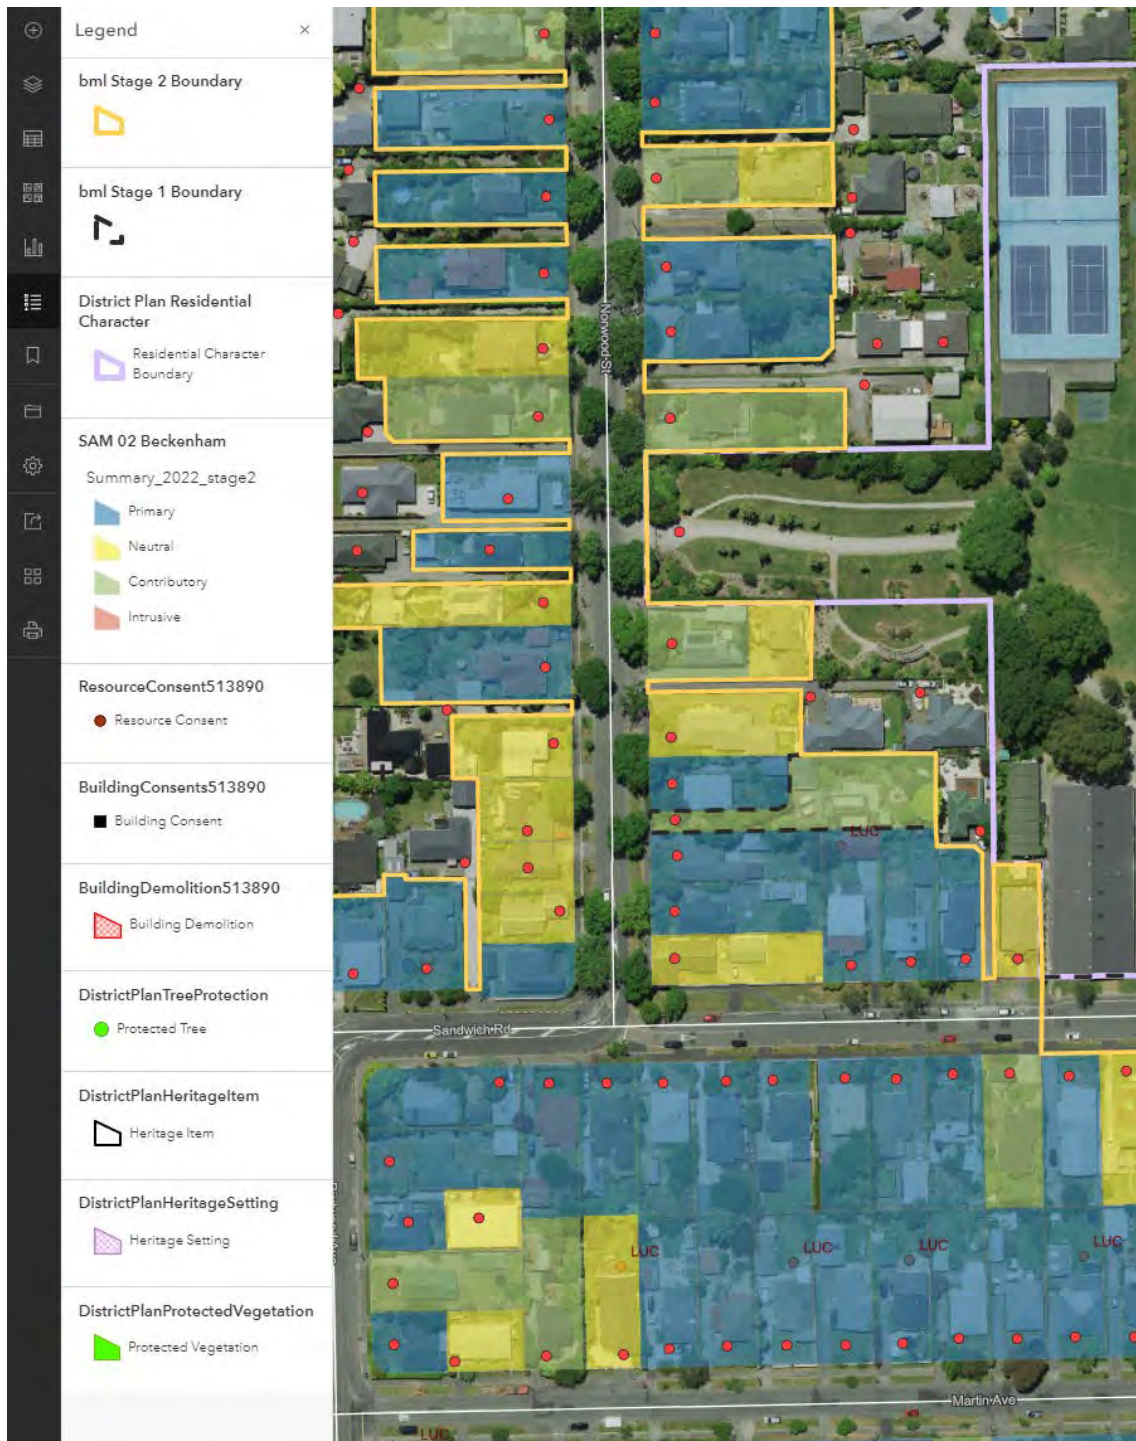 Legend
bml Stage 2 Boundary
bml Stage 1 Boundary
District Plan Residential
Character
Residential Character
Boundary
SAM 02 Beckenham
Summary_2022_stage2
Primary
Neutral
Contributory
Intrusive
ResourceConsent513890
Resource Consent
BuildingConsents513890
Building Consent
BuildingDemolition513890
Building Demolition
DistrictPlanTreeProtection
Protected Tree
DistrictPlanHeritageItem
Heritage Item
DistrictPlanHeritageSetting
Heritage Setting
DistrictPlanProtectedVegetation
Protected Vegetation
Norwood St
LUC
Sandwich Rd
LUC
LUC
LUC
LUC
Martin Ave
LUC